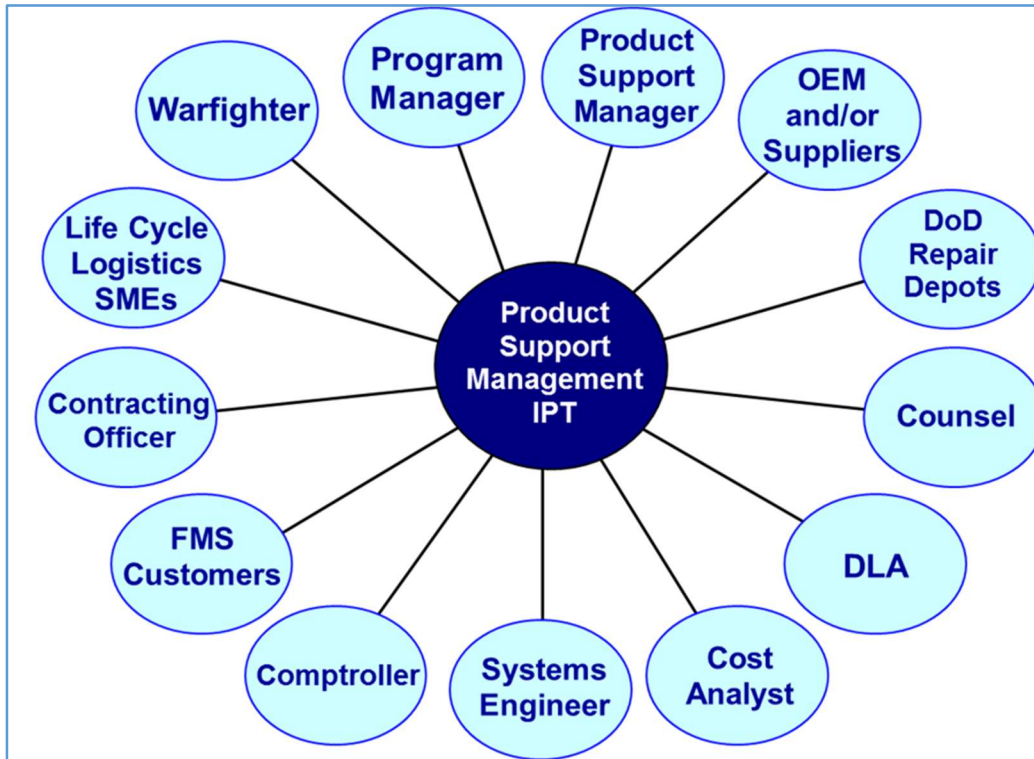 Warfighter
Program
Manager
Product
Support
Manager
OEM
and/or
Suppliers
Life Cycle
Logistics
SMEs
DoD
Repair
Depots
Product
Support
Management
IPT
Contracting
Officer
Counsel
FMS
Customers
DLA
Comptroller
Systems
Engineer
Cost
Analyst